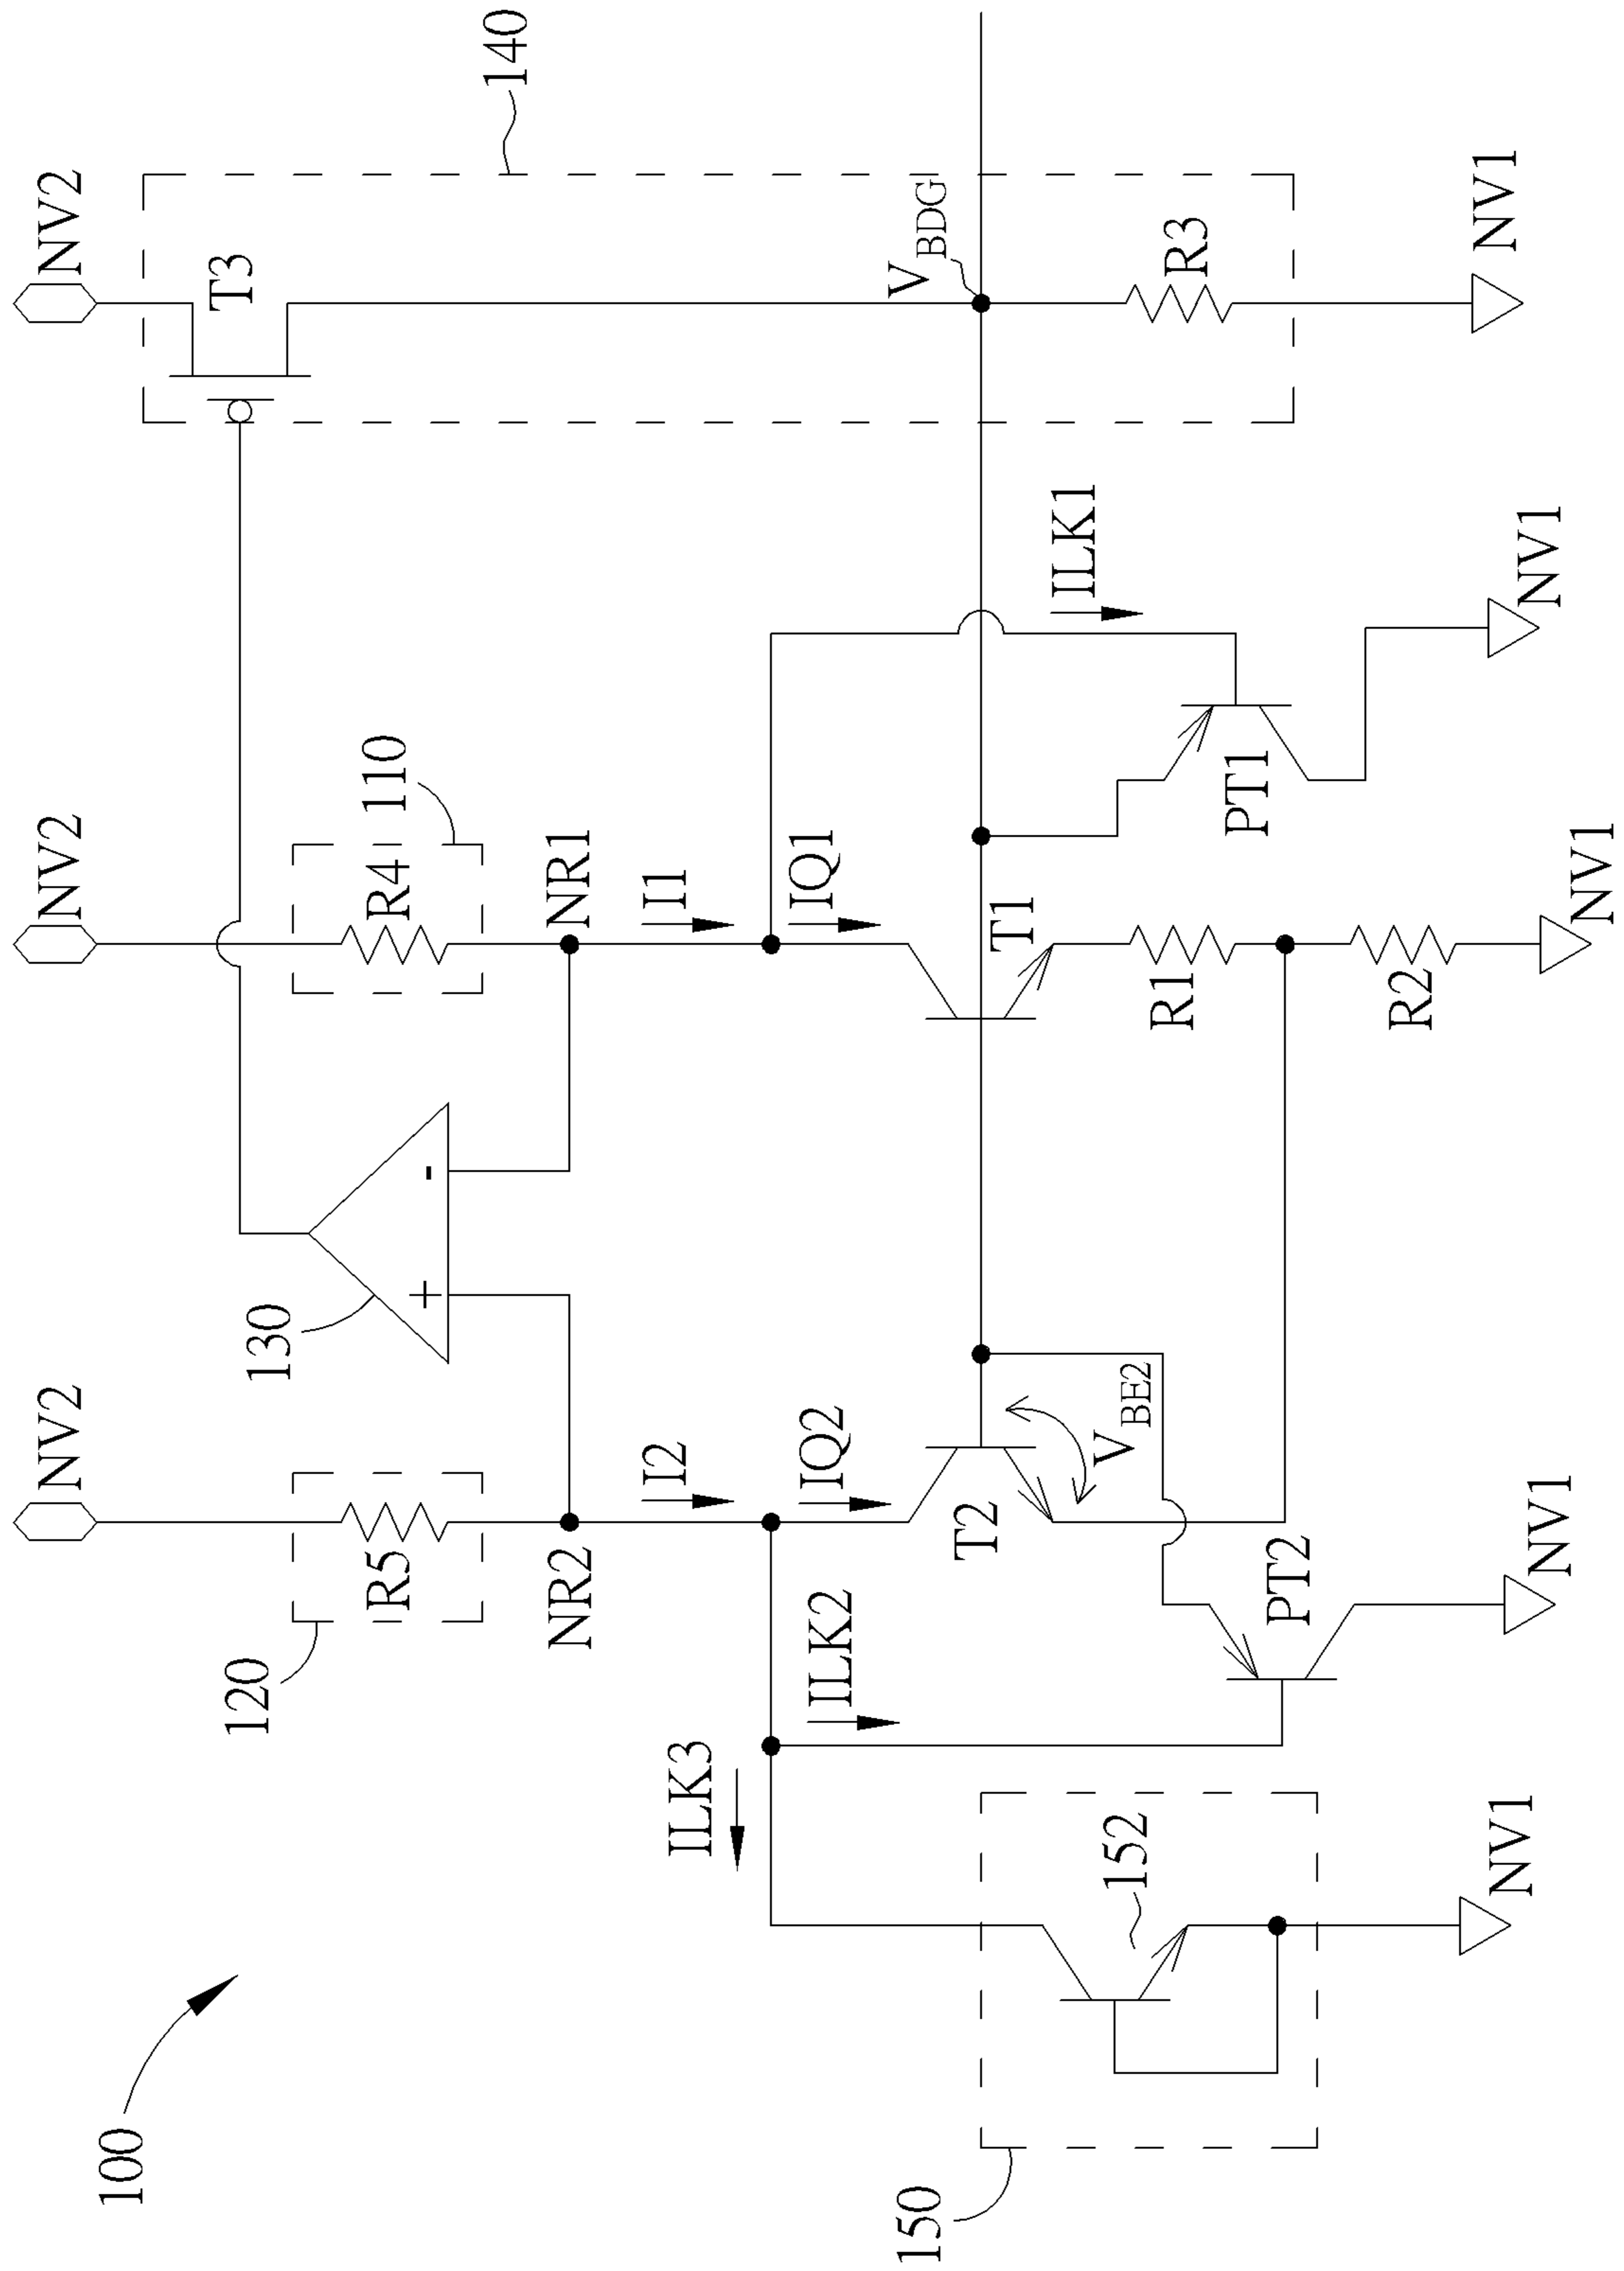 100
NV2
NV2
NV2
120
R5
130
+
-
R4
110
T3
140
NR2
NR1
I2
I1
ILK3
ILK2
IQ2
IQ1
ILK1
VBDG
T2
VBE2
T1
R1
R2
PT1
R3
PT2
150
152
NV1
NV1
NV1
NV1
NV1